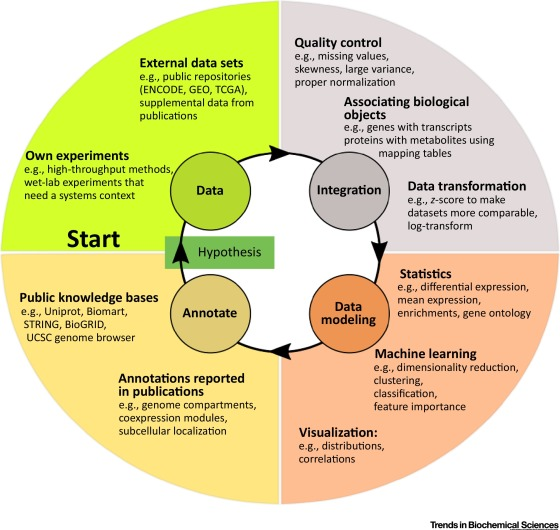 External data sets
e.g., public repositories
(ENCODE, GEO, TCGA),
supplemental data from
publications
Own experiments
e.g., high-throughput methods,
wet-lab experiments that
need a systems context
Start
Data
Quality control
e.g., missing values,
skewness, large variance,
proper normalization
Associating biological
objects
e.g., genes with transcripts
proteins with metabolites using
mapping tables
Integration
Data transformation
e.g., z-score to make
datasets more comparable,
log-transform
Hypothesis
Statistics
e.g., differential expression,
mean expression,
enrichments, gene ontology
Data
modeling
Machine learning
e.g., dimensionality reduction,
clustering,
classification,
feature importance
Visualization:
e.g., distributions,
correlations
Annotate
Public knowledge bases
e.g., Uniprot, Biomart,
STRING, BioGRID,
UCSC genome browser
Annotations reported
in publications
e.g., genome compartments,
coexpression modules,
subcellular localization
Trends in Biochemical Sciences